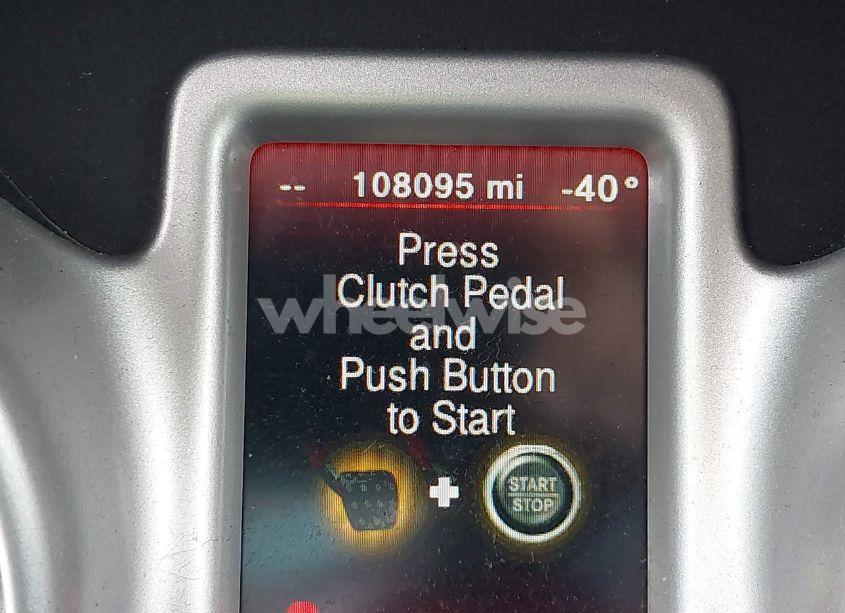 -- 108095 mi -40°
Press
Clutch Pedal
wheelwise
and
Push Button
to Start
START
STOP